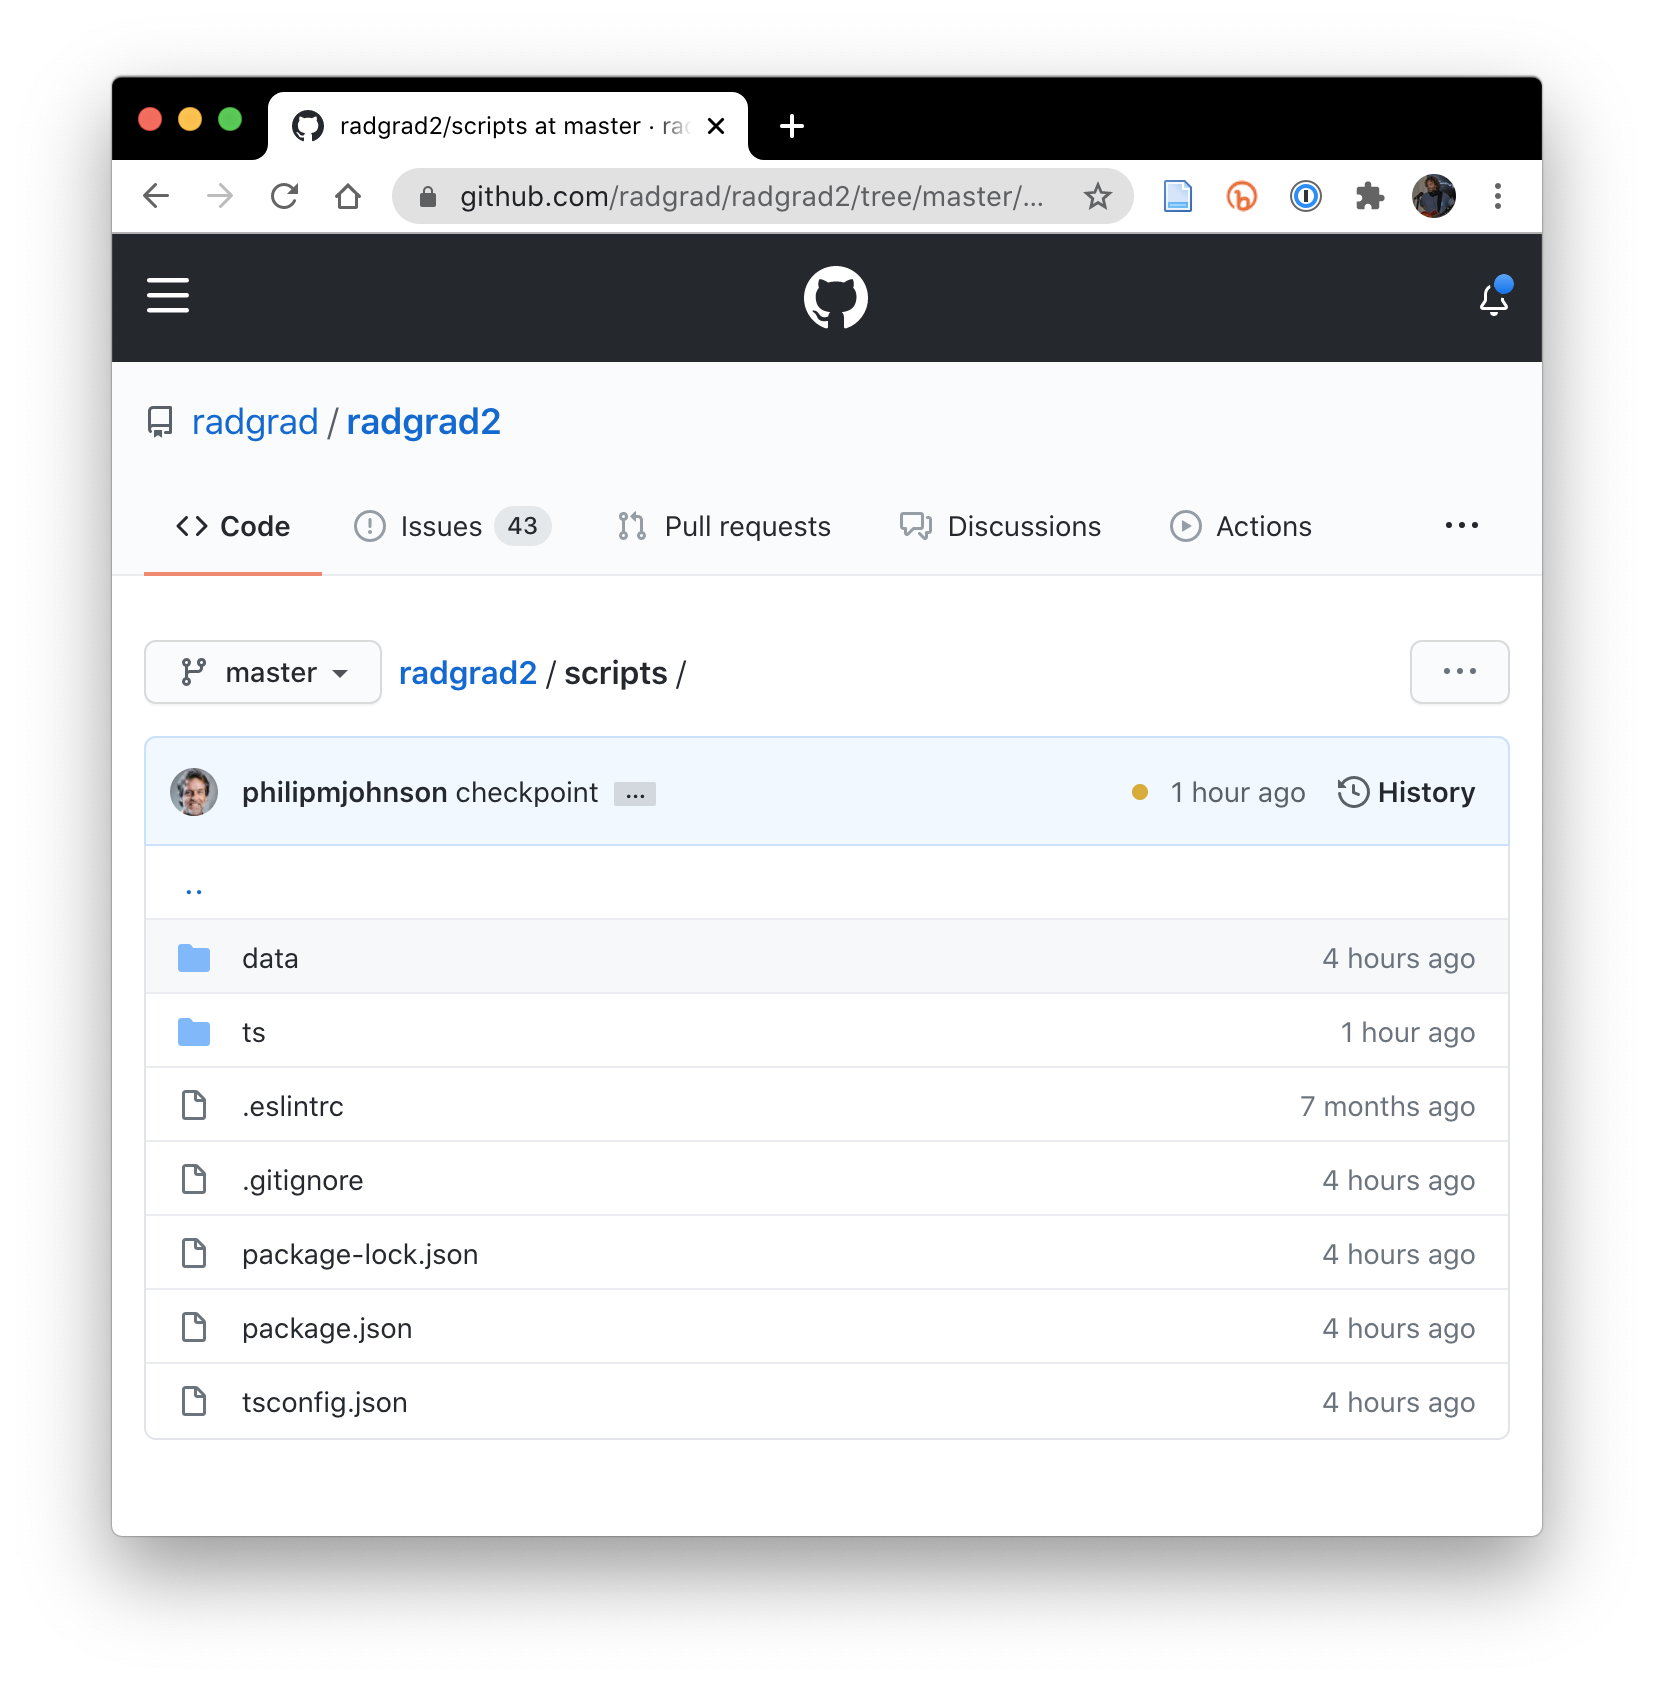 radgrad2/scripts at master · rad
github.com/radgrad/radgrad2/tree/master/...
radgrad / radgrad2
Code Issues 43 Pull requests Discussions Actions ...
master radgrad2 / scripts / ...
philipmjohnson checkpoint ... 1 hour ago History
..
data 4 hours ago
ts 1 hour ago
.eslintrc 7 months ago
.gitignore 4 hours ago
package-lock.json 4 hours ago
package.json 4 hours ago
tsconfig.json 4 hours ago